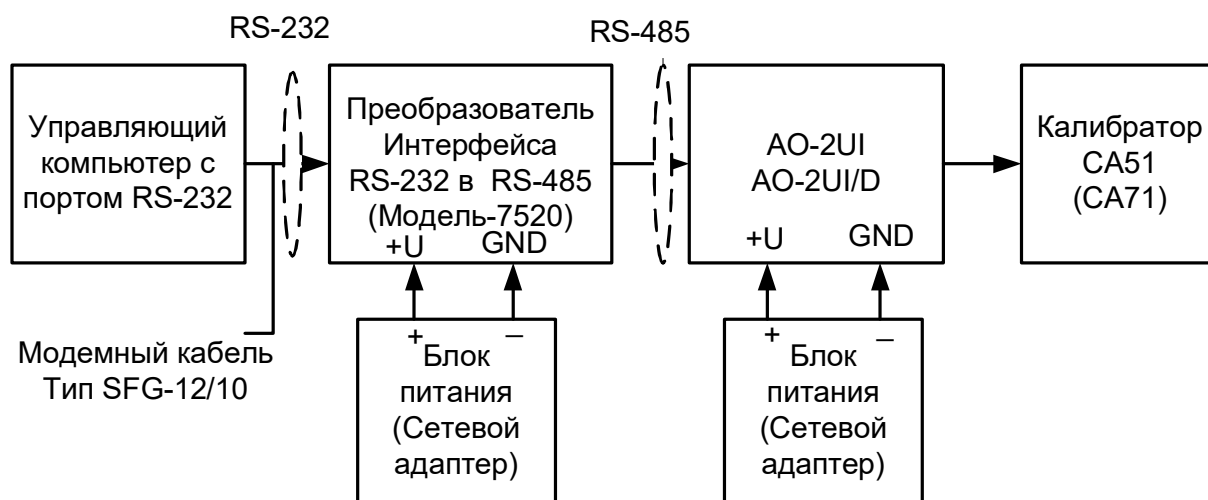 RS-232
RS-485
Управляющий
компьютер с
портом RS-232
Преобразователь
Интерфейса
RS-232 в RS-485
(Модель-7520)
+U GND
AO-2UI
AO-2UI/D
+U GND
Калибратор
CA51
(CA71)
Модемный кабель
Тип SFG-12/10
+ –
Блок
питания
(Сетевой
адаптер)
+ –
Блок
питания
(Сетевой
адаптер)